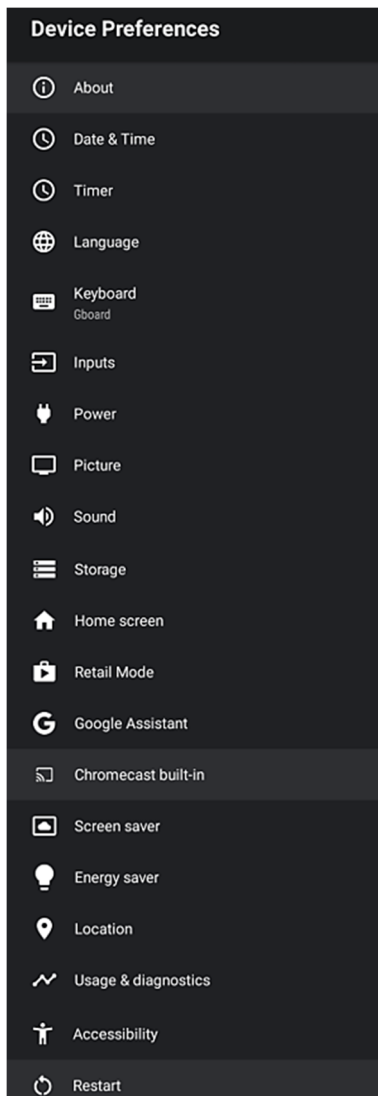 Device Preferences
About
Date & Time
Timer
Language
Keyboard
Gboard
Inputs
Power
Picture
Sound
Storage
Home screen
Retail Mode
Google Assistant
Chromecast built-in
Screen saver
Energy saver
Location
Usage & diagnostics
Accessibility
Restart